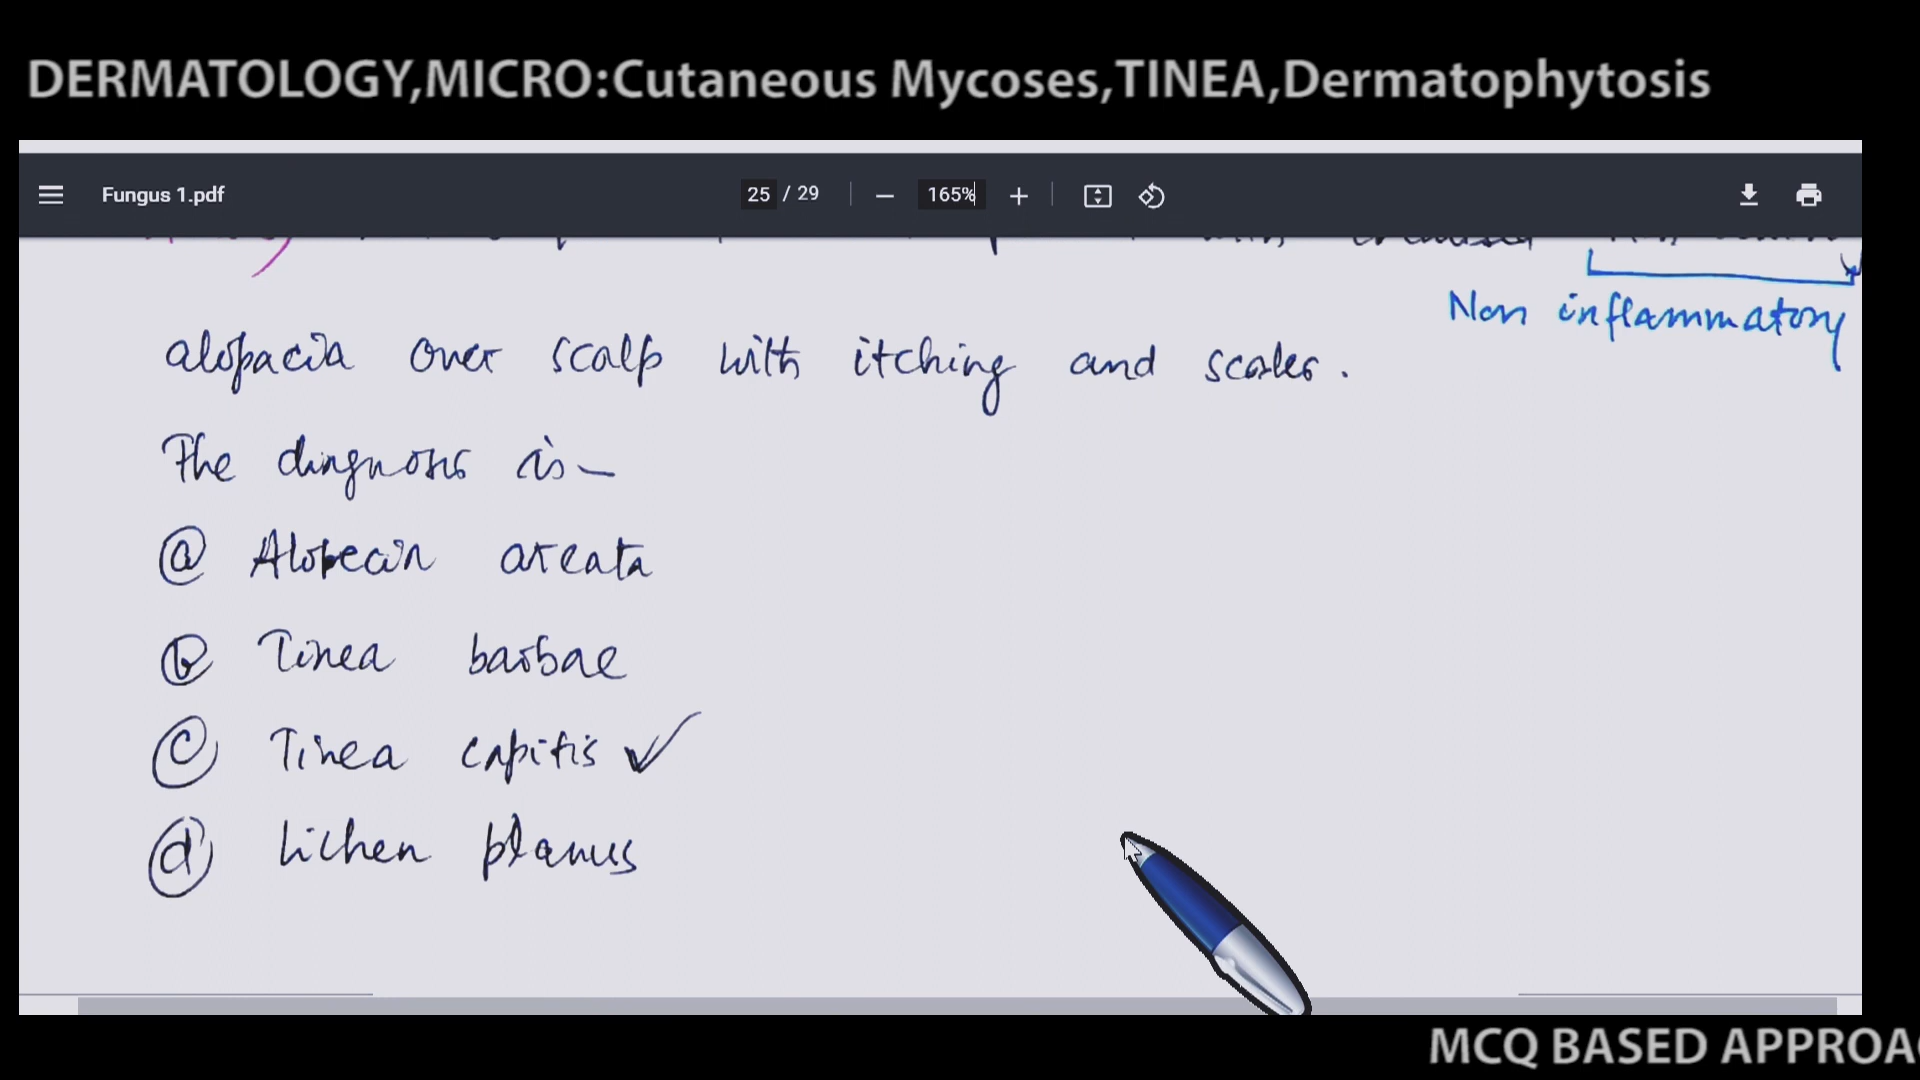 DERMATOLOGY,MICRO:Cutaneous Mycoses,TINEA,Dermatophytosis
Fungus 1.pdf 25 / 29 165%
Non inflammatory
alopacia over scalp with itching and scales.
The diagnosis is—
ⓐ Alopecia areata
ⓑ Tinea barbae
ⓒ Tinea capitis ✓
ⓓ Lichen planus
MCQ BASED APPROA